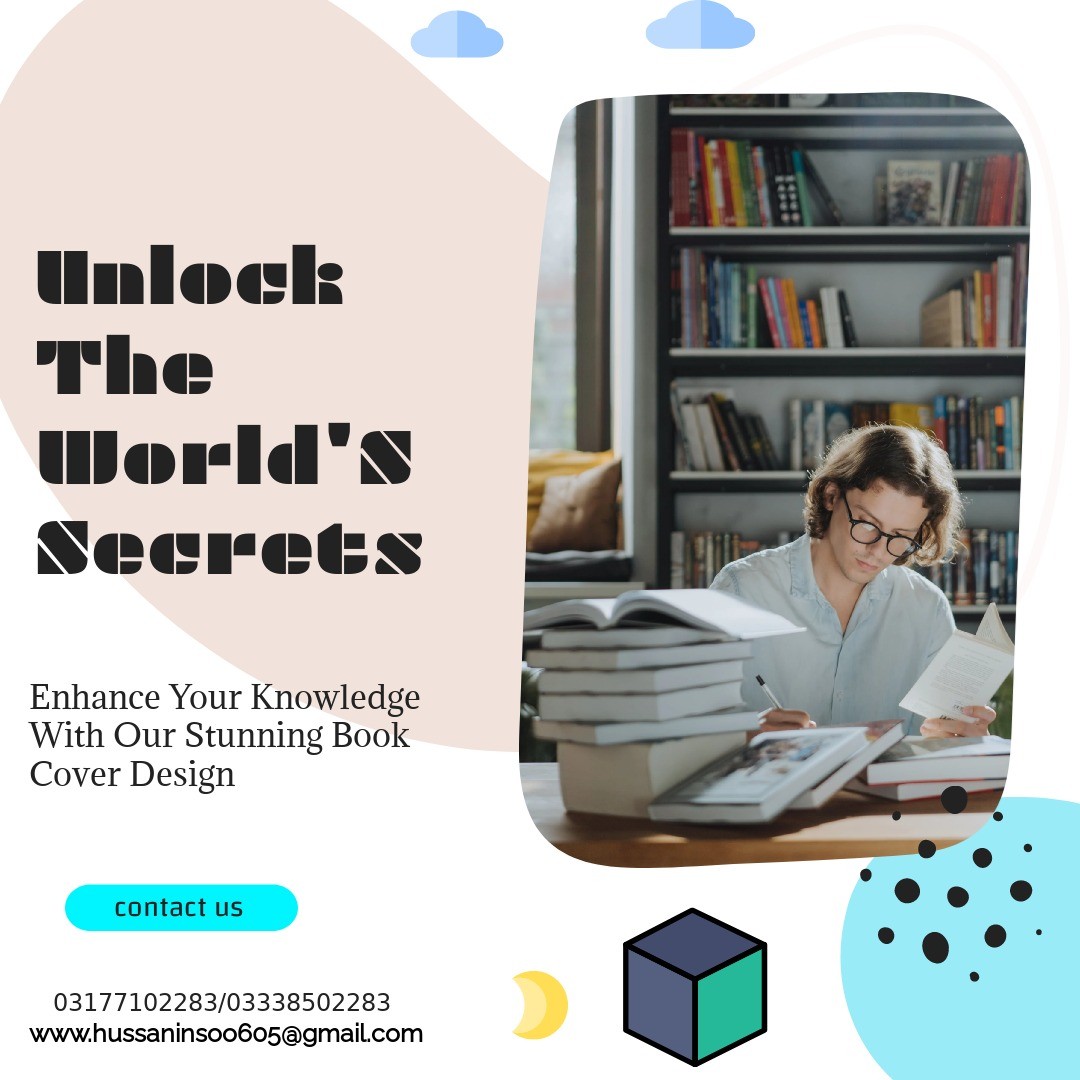 Unlock
The
World'S
Secrets
Enhance Your Knowledge
With Our Stunning Book
Cover Design
contact us
03177102283/03338502283
www.hussaninsoo605@gmail.com